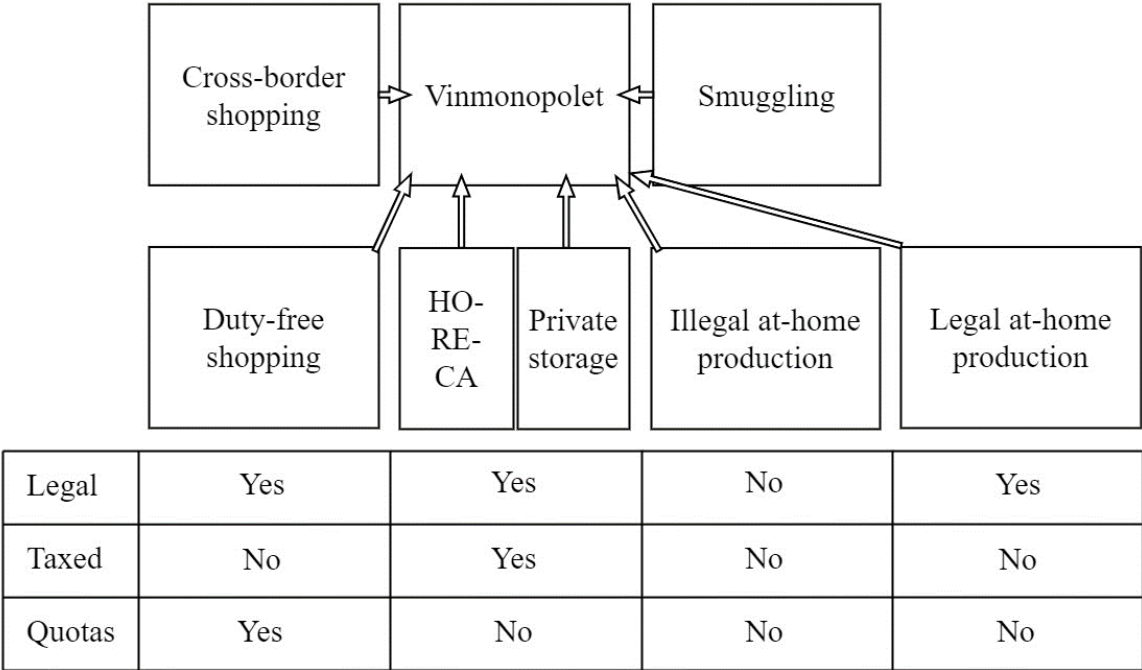 Cross-border
shopping
Vinmonopolet
Smuggling
Duty-free
shopping
HO-
RE-
CA
Private
storage
Illegal at-home
production
Legal at-home
production
Legal Yes Yes No Yes
Taxed No Yes No No
Quotas Yes No No No